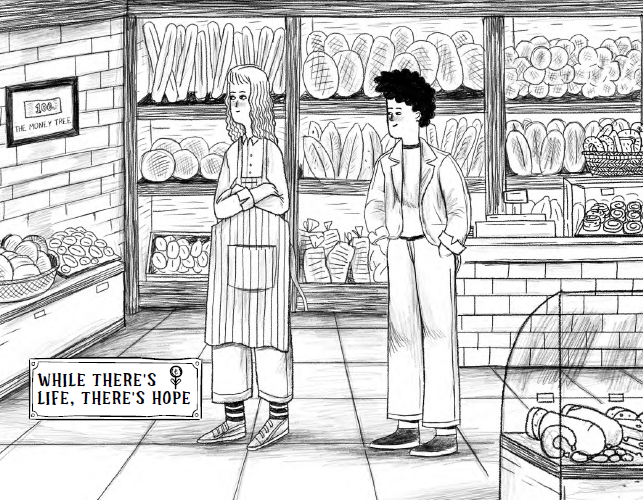 100
THE MONEY TREE
WHILE THERE'S
LIFE, THERE'S HOPE